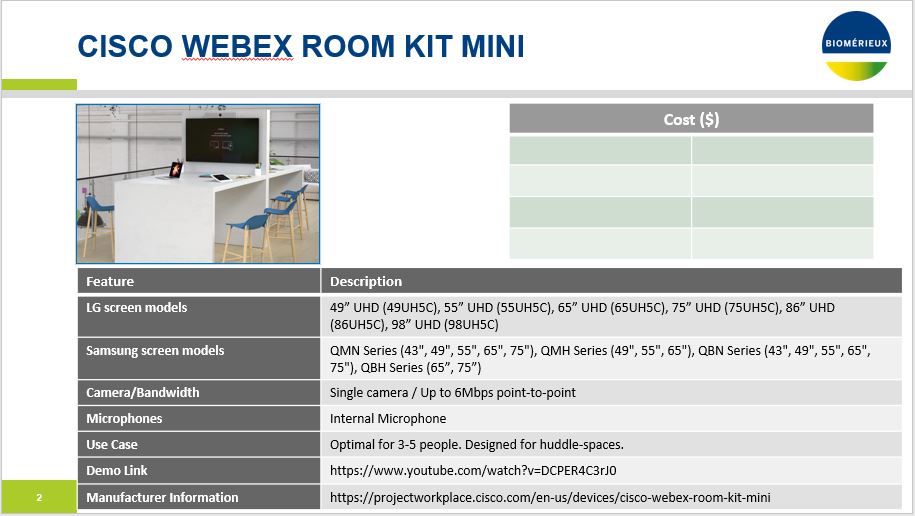 CISCO WEBEX ROOM KIT MINI
BIOMÉRIEUX
Cost ($)
Feature Description
LG screen models 49” UHD (49UH5C), 55” UHD (55UH5C), 65” UHD (65UH5C), 75” UHD (75UH5C), 86” UHD
(86UH5C), 98” UHD (98UH5C)
Samsung screen models QMN Series (43", 49", 55", 65", 75"), QMH Series (49", 55", 65"), QBN Series (43", 49", 55", 65",
75"), QBH Series (65”, 75”)
Camera/Bandwidth Single camera / Up to 6Mbps point-to-point
Microphones Internal Microphone
Use Case Optimal for 3-5 people. Designed for huddle-spaces.
Demo Link https://www.youtube.com/watch?v=DCPER4C3rJ0
Manufacturer Information https://projectworkplace.cisco.com/en-us/devices/cisco-webex-room-kit-mini
2